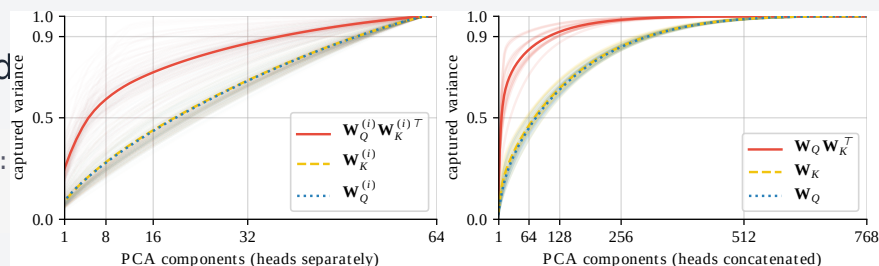 d
:
captured variance
1.0
0.9
0.5
0.0
W_Q^(i) W_K^(i)⊤
W_K^(i)
W_Q^(i)
1 8 16 32 64
PCA components (heads separately)
captured variance
1.0
0.9
0.5
0.0
W_Q W_K^⊤
W_K
W_Q
1 64 128 256 512 768
PCA components (heads concatenated)